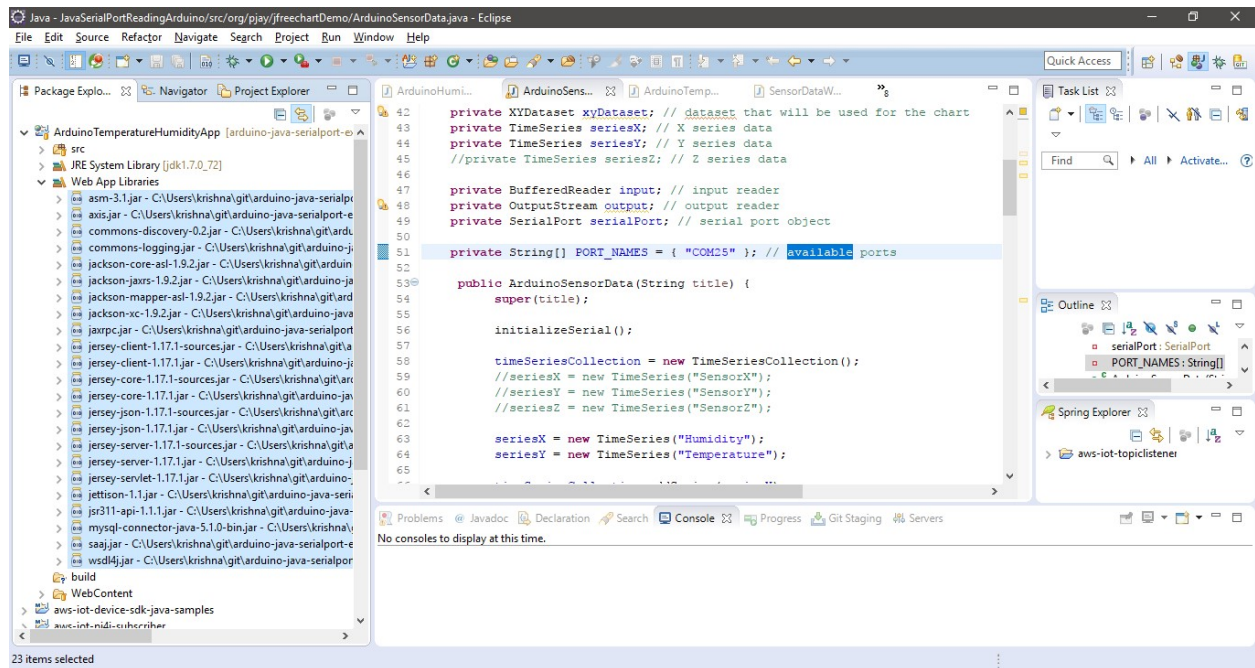 Java - JavaSerialPortReadingArduino/src/org/pjay/jfreechartDemo/ArduinoSensorData.java - Eclipse
File Edit Source Refactor Navigate Search Project Run Window Help
Quick Access
Package Explo... Navigator Project Explorer
ArduinoTemperatureHumidityApp [arduino-java-serialport-ex
src
JRE System Library [jdk1.7.0_72]
Web App Libraries
asm-3.1.jar - C:\Users\krishna\git\arduino-java-serialpo
axis.jar - C:\Users\krishna\git\arduino-java-serialport-e
commons-discovery-0.2.jar - C:\Users\krishna\git\ardu
commons-logging.jar - C:\Users\krishna\git\arduino-ja
jackson-core-asl-1.9.2.jar - C:\Users\krishna\git\arduin
jackson-jaxrs-1.9.2.jar - C:\Users\krishna\git\arduino-ja
jackson-mapper-asl-1.9.2.jar - C:\Users\krishna\git\ard
jackson-xc-1.9.2.jar - C:\Users\krishna\git\arduino-java
jaxrpc.jar - C:\Users\krishna\git\arduino-java-serialport
jersey-client-1.17.1-sources.jar - C:\Users\krishna\git\a
jersey-client-1.17.1.jar - C:\Users\krishna\git\arduino-ja
jersey-core-1.17.1-sources.jar - C:\Users\krishna\git\ard
jersey-core-1.17.1.jar - C:\Users\krishna\git\arduino-jav
jersey-json-1.17.1-sources.jar - C:\Users\krishna\git\ard
jersey-json-1.17.1.jar - C:\Users\krishna\git\arduino-jav
jersey-server-1.17.1-sources.jar - C:\Users\krishna\git\a
jersey-server-1.17.1.jar - C:\Users\krishna\git\arduino-j
jersey-servlet-1.17.1.jar - C:\Users\krishna\git\arduino-
jettison-1.1.jar - C:\Users\krishna\git\arduino-java-seria
jsr311-api-1.1.1.jar - C:\Users\krishna\git\arduino-java-
mysql-connector-java-5.1.0-bin.jar - C:\Users\krishna\g
saaj.jar - C:\Users\krishna\git\arduino-java-serialport-e
wsdl4j.jar - C:\Users\krishna\git\arduino-java-serialpor
build
WebContent
aws-iot-device-sdk-java-samples
aws-iot-pi4j-subscriber
ArduinoHumi... ArduinoSens... ArduinoTemp... SensorDataW... »8
42 private XYDataset xyDataset; // dataset that will be used for the chart
43 private TimeSeries seriesX; // X series data
44 private TimeSeries seriesY; // Y series data
45 //private TimeSeries seriesZ; // Z series data
46
47 private BufferedReader input; // input reader
48 private OutputStream output; // output reader
49 private SerialPort serialPort; // serial port object
50
51 private String[] PORT_NAMES = { "COM25" }; // available ports
52
53 public ArduinoSensorData(String title) {
54 super(title);
55
56 initializeSerial();
57
58 timeSeriesCollection = new TimeSeriesCollection();
59 //seriesX = new TimeSeries("SensorX");
60 //seriesY = new TimeSeries("SensorY");
61 //seriesZ = new TimeSeries("SensorZ");
62
63 seriesX = new TimeSeries("Humidity");
64 seriesY = new TimeSeries("Temperature");
65
Problems @ Javadoc Declaration Search Console Progress Git Staging Servers
No consoles to display at this time.
Task List
Find All Activate...
Outline
serialPort : SerialPort
PORT_NAMES : String[]
Spring Explorer
aws-iot-topiclistener
23 items selected